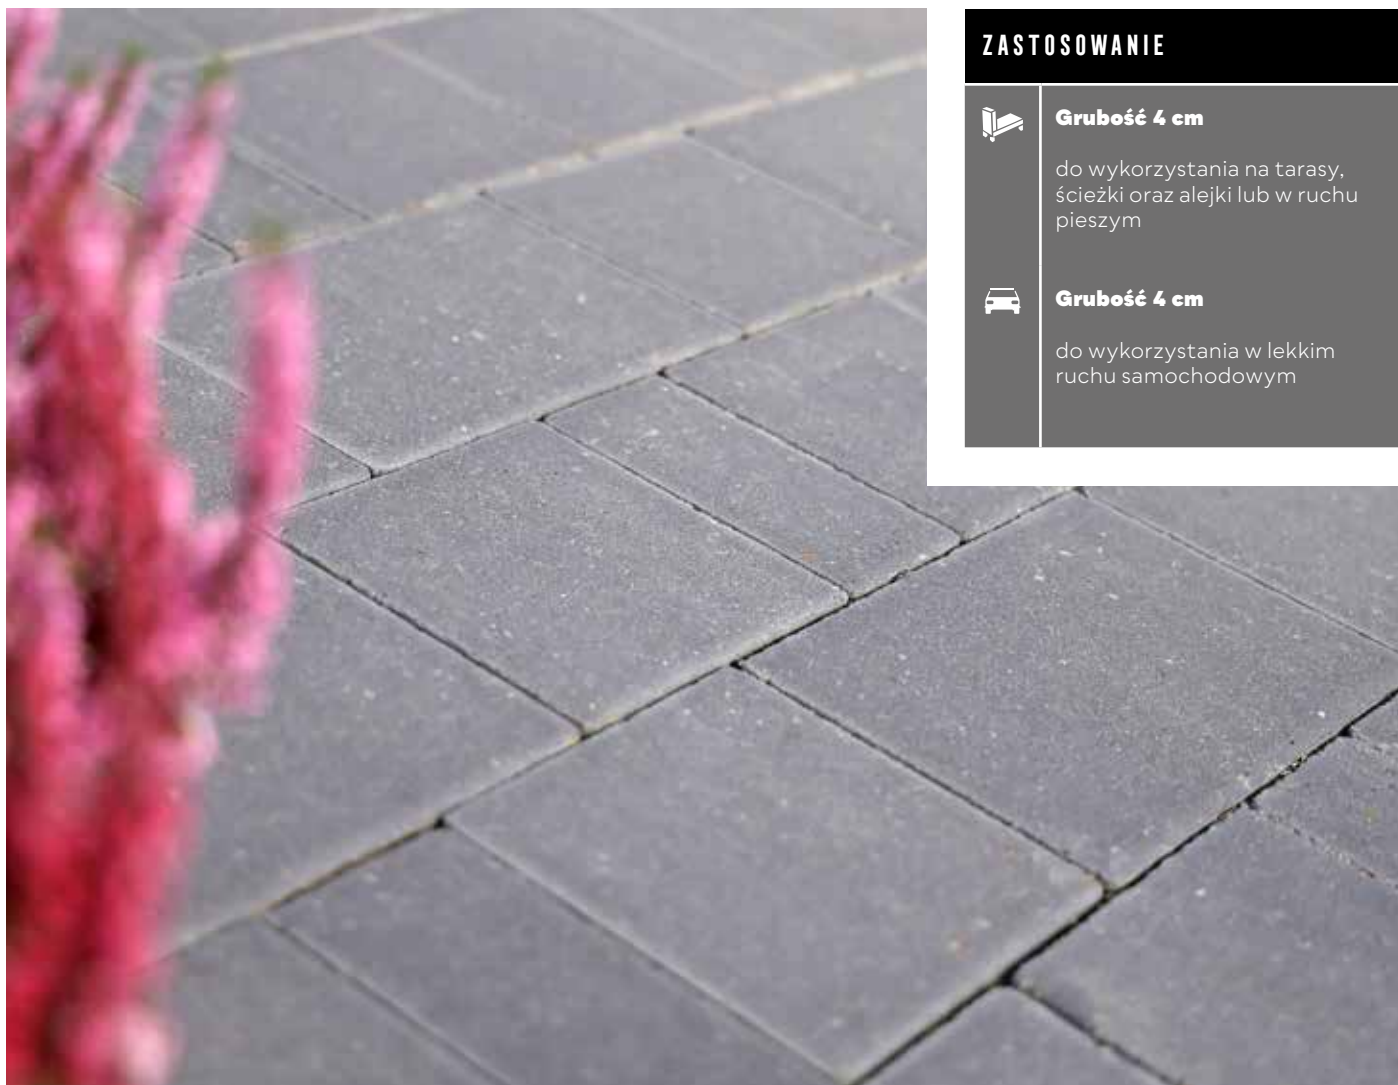 ZASTOSOWANIE
Grubość 4 cm
do wykorzystania na tarasy,
ścieżki oraz alejki lub w ruchu
pieszym
Grubość 4 cm
do wykorzystania w lekkim
ruchu samochodowym